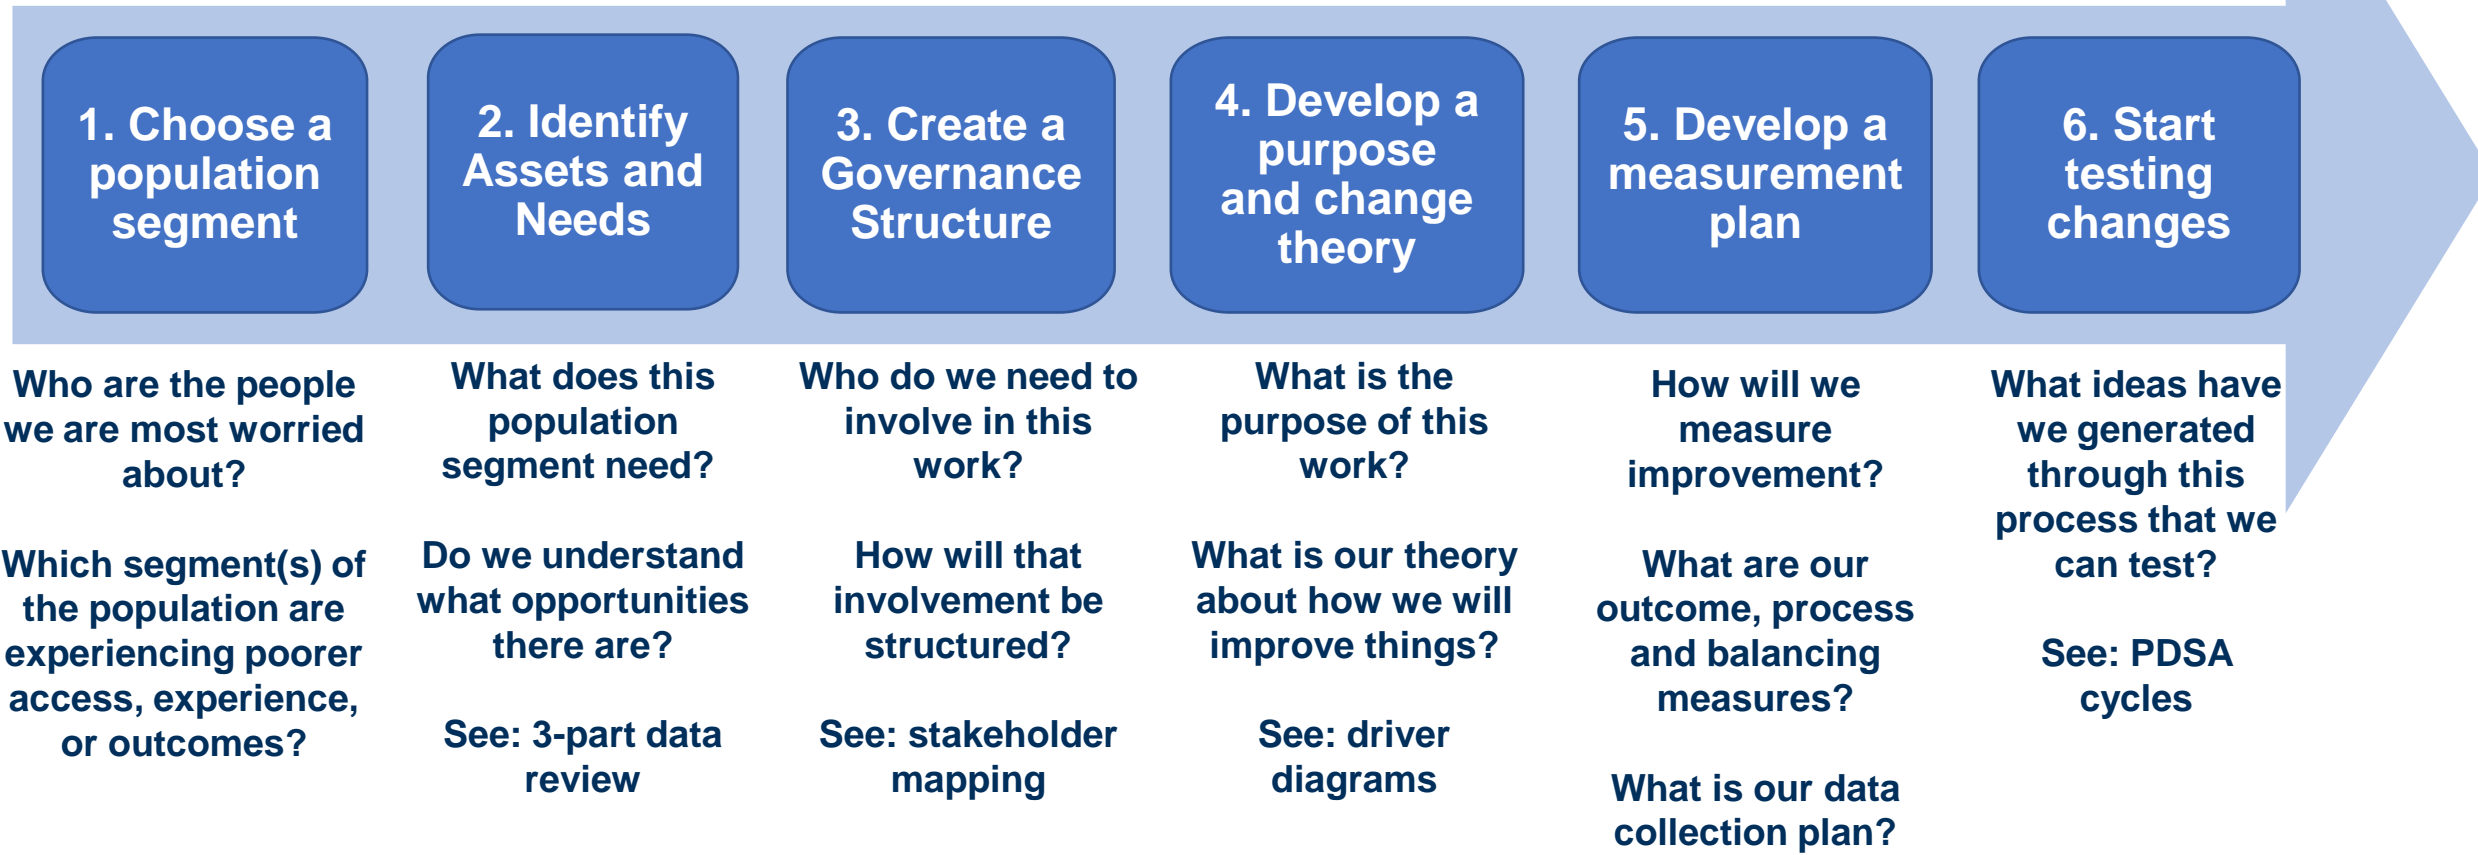 1. Choose a
population
segment
2. Identify
Assets and
Needs
3. Create a
Governance
Structure
4. Develop a
purpose
and change
theory
5. Develop a
measurement
plan
6. Start
testing
changes
Who are the people
we are most worried
about?
Which segment(s) of
the population are
experiencing poorer
access, experience,
or outcomes?
What does this
population
segment need?
Do we understand
what opportunities
there are?
See: 3-part data
review
Who do we need to
involve in this
work?
How will that
involvement be
structured?
See: stakeholder
mapping
What is the
purpose of this
work?
What is our theory
about how we will
improve things?
See: driver
diagrams
How will we
measure
improvement?
What are our
outcome, process
and balancing
measures?
What is our data
collection plan?
What ideas have
we generated
through this
process that we
can test?
See: PDSA
cycles